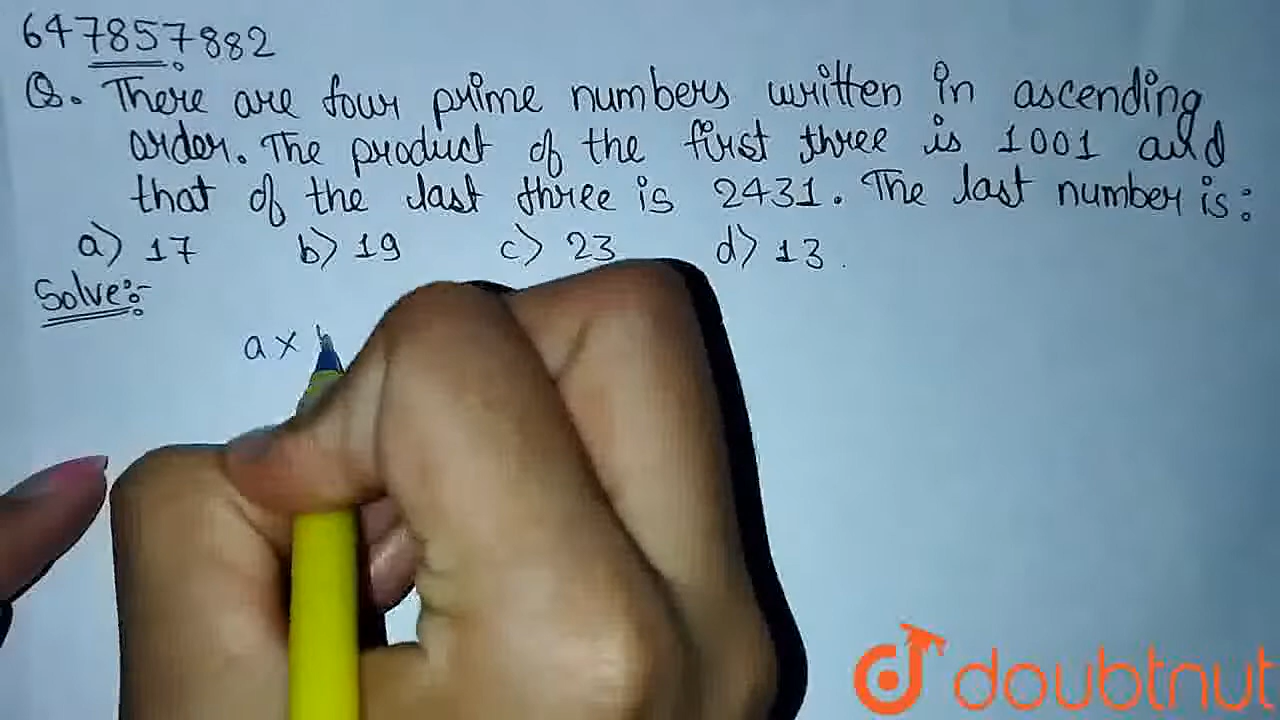 647857882
Q. There are four prime numbers written in ascending
order. The product of the first three is 1001 and
that of the last three is 2431. The last number is:
a) 17 b) 19 c) 23 d) 13.
Solve:-
a x
doubtnut